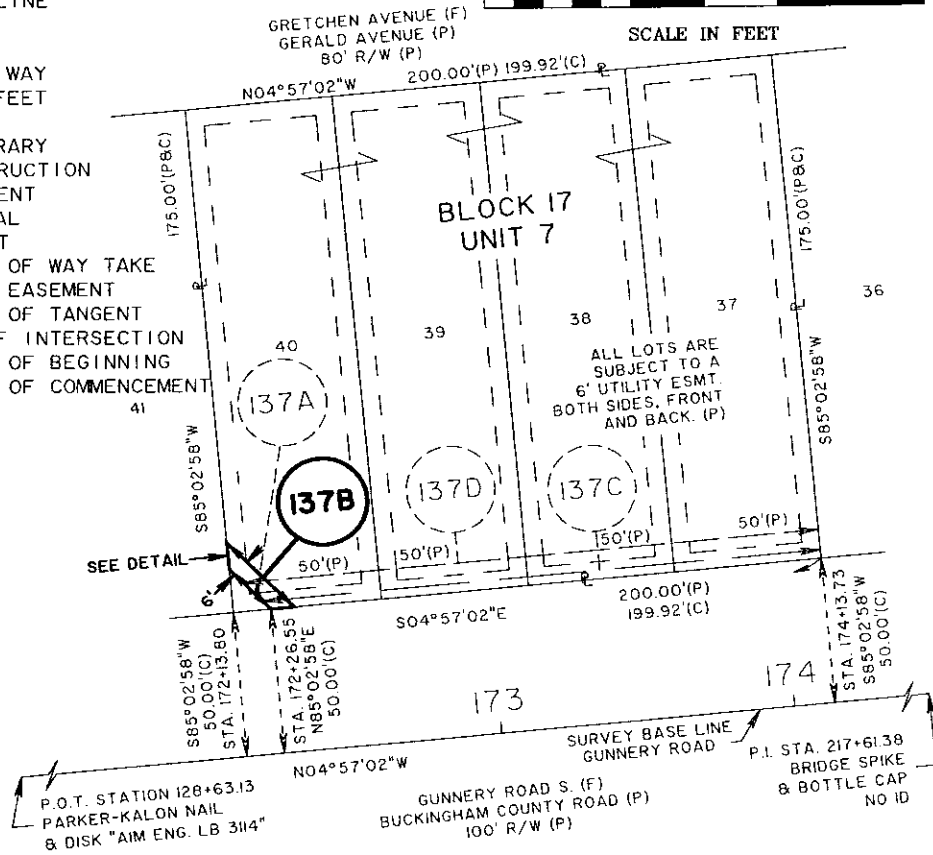 LINE
WAY
FEET
RARY
RUCTION
ENT
AL
T
OF WAY TAKE
EASEMENT
OF TANGENT
F INTERSECTION
OF BEGINNING
OF COMMENCEMENT
GRETCHEN AVENUE (F)
GERALD AVENUE (P)
80' R/W (P)
SCALE IN FEET
N04°57'02"W
200.00'(P) 199.92'(C)
175.00'(P&C)
175.00'(P&C)
BLOCK 17
UNIT 7
41
40
39
38
37
36
ALL LOTS ARE
SUBJECT TO A
6' UTILITY ESMT.
BOTH SIDES, FRONT
AND BACK. (P)
137A
137B
137D
137C
S85°02'58"W
S85°02'58"W
SEE DETAIL
6'
50'(P)
50'(P)
50'(P)
50'(P)
S04°57'02"E
200.00'(P)
199.92'(C)
S85°02'58"W
50.00'(C)
STA. 172+13.80
STA. 172+26.55
N85°02'58"E
50.00'(C)
STA. 174+13.73
S85°02'58"W
50.00'(C)
173
174
SURVEY BASE LINE
GUNNERY ROAD
N04°57'02"W
P.O.T. STATION 128+63.13
PARKER-KALON NAIL
& DISK "AIM ENG. LB 3114"
GUNNERY ROAD S. (F)
BUCKINGHAM COUNTY ROAD (P)
100' R/W (P)
P.I. STA. 217+61.38
BRIDGE SPIKE
& BOTTLE CAP
NO ID